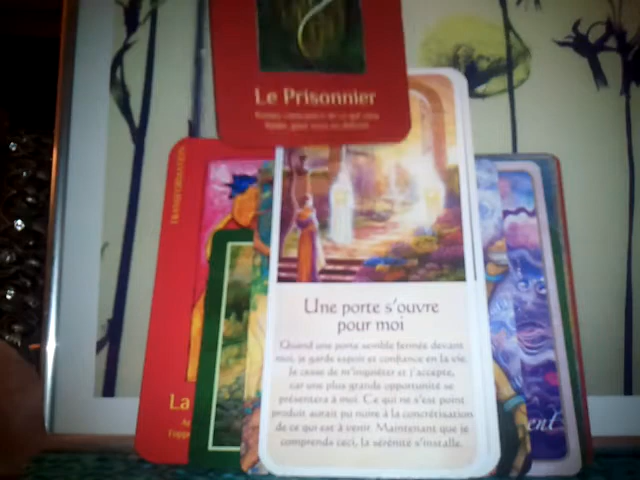 Le Prisonnier
TRANSFORMATION
Une porte s'ouvre
pour moi
Quand une porte semble fermée devant
moi, je garde espoir et confiance en la vie.
Je cesse de m'inquiéter et j'accepte,
car une plus grande opportunité se
présentera à moi. Ce qui ne s'est point
produit aurait pu nuire à la concrétisation
de ce qui est à venir. Maintenant que je
comprends ceci, la sérénité s'installe.
La
ent